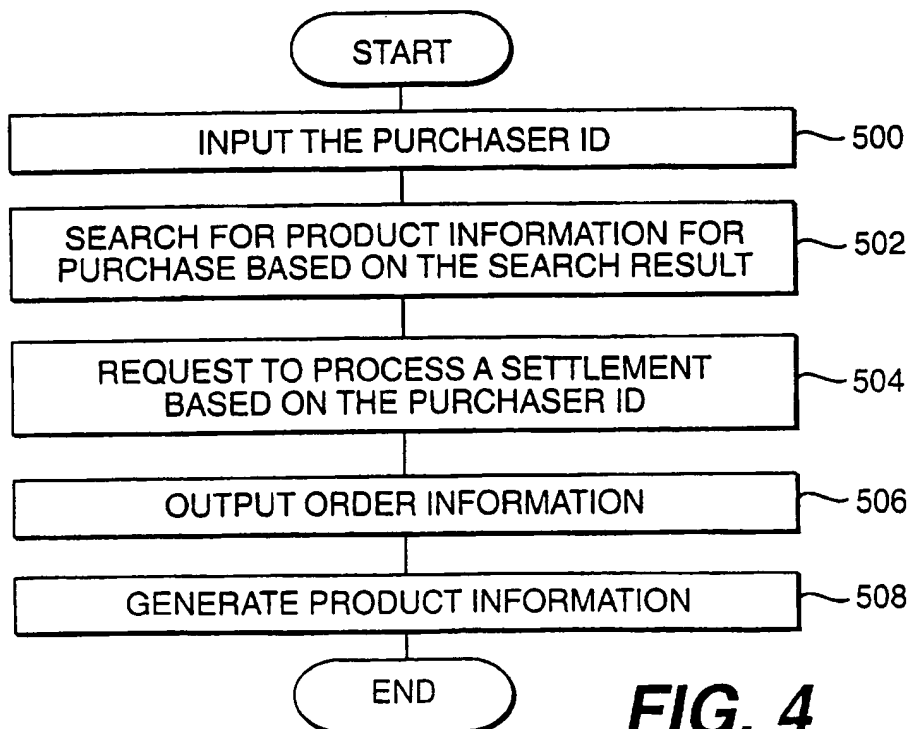 START
INPUT THE PURCHASER ID
500
SEARCH FOR PRODUCT INFORMATION FOR
PURCHASE BASED ON THE SEARCH RESULT
502
REQUEST TO PROCESS A SETTLEMENT
BASED ON THE PURCHASER ID
504
OUTPUT ORDER INFORMATION
506
GENERATE PRODUCT INFORMATION
508
END
FIG. 4